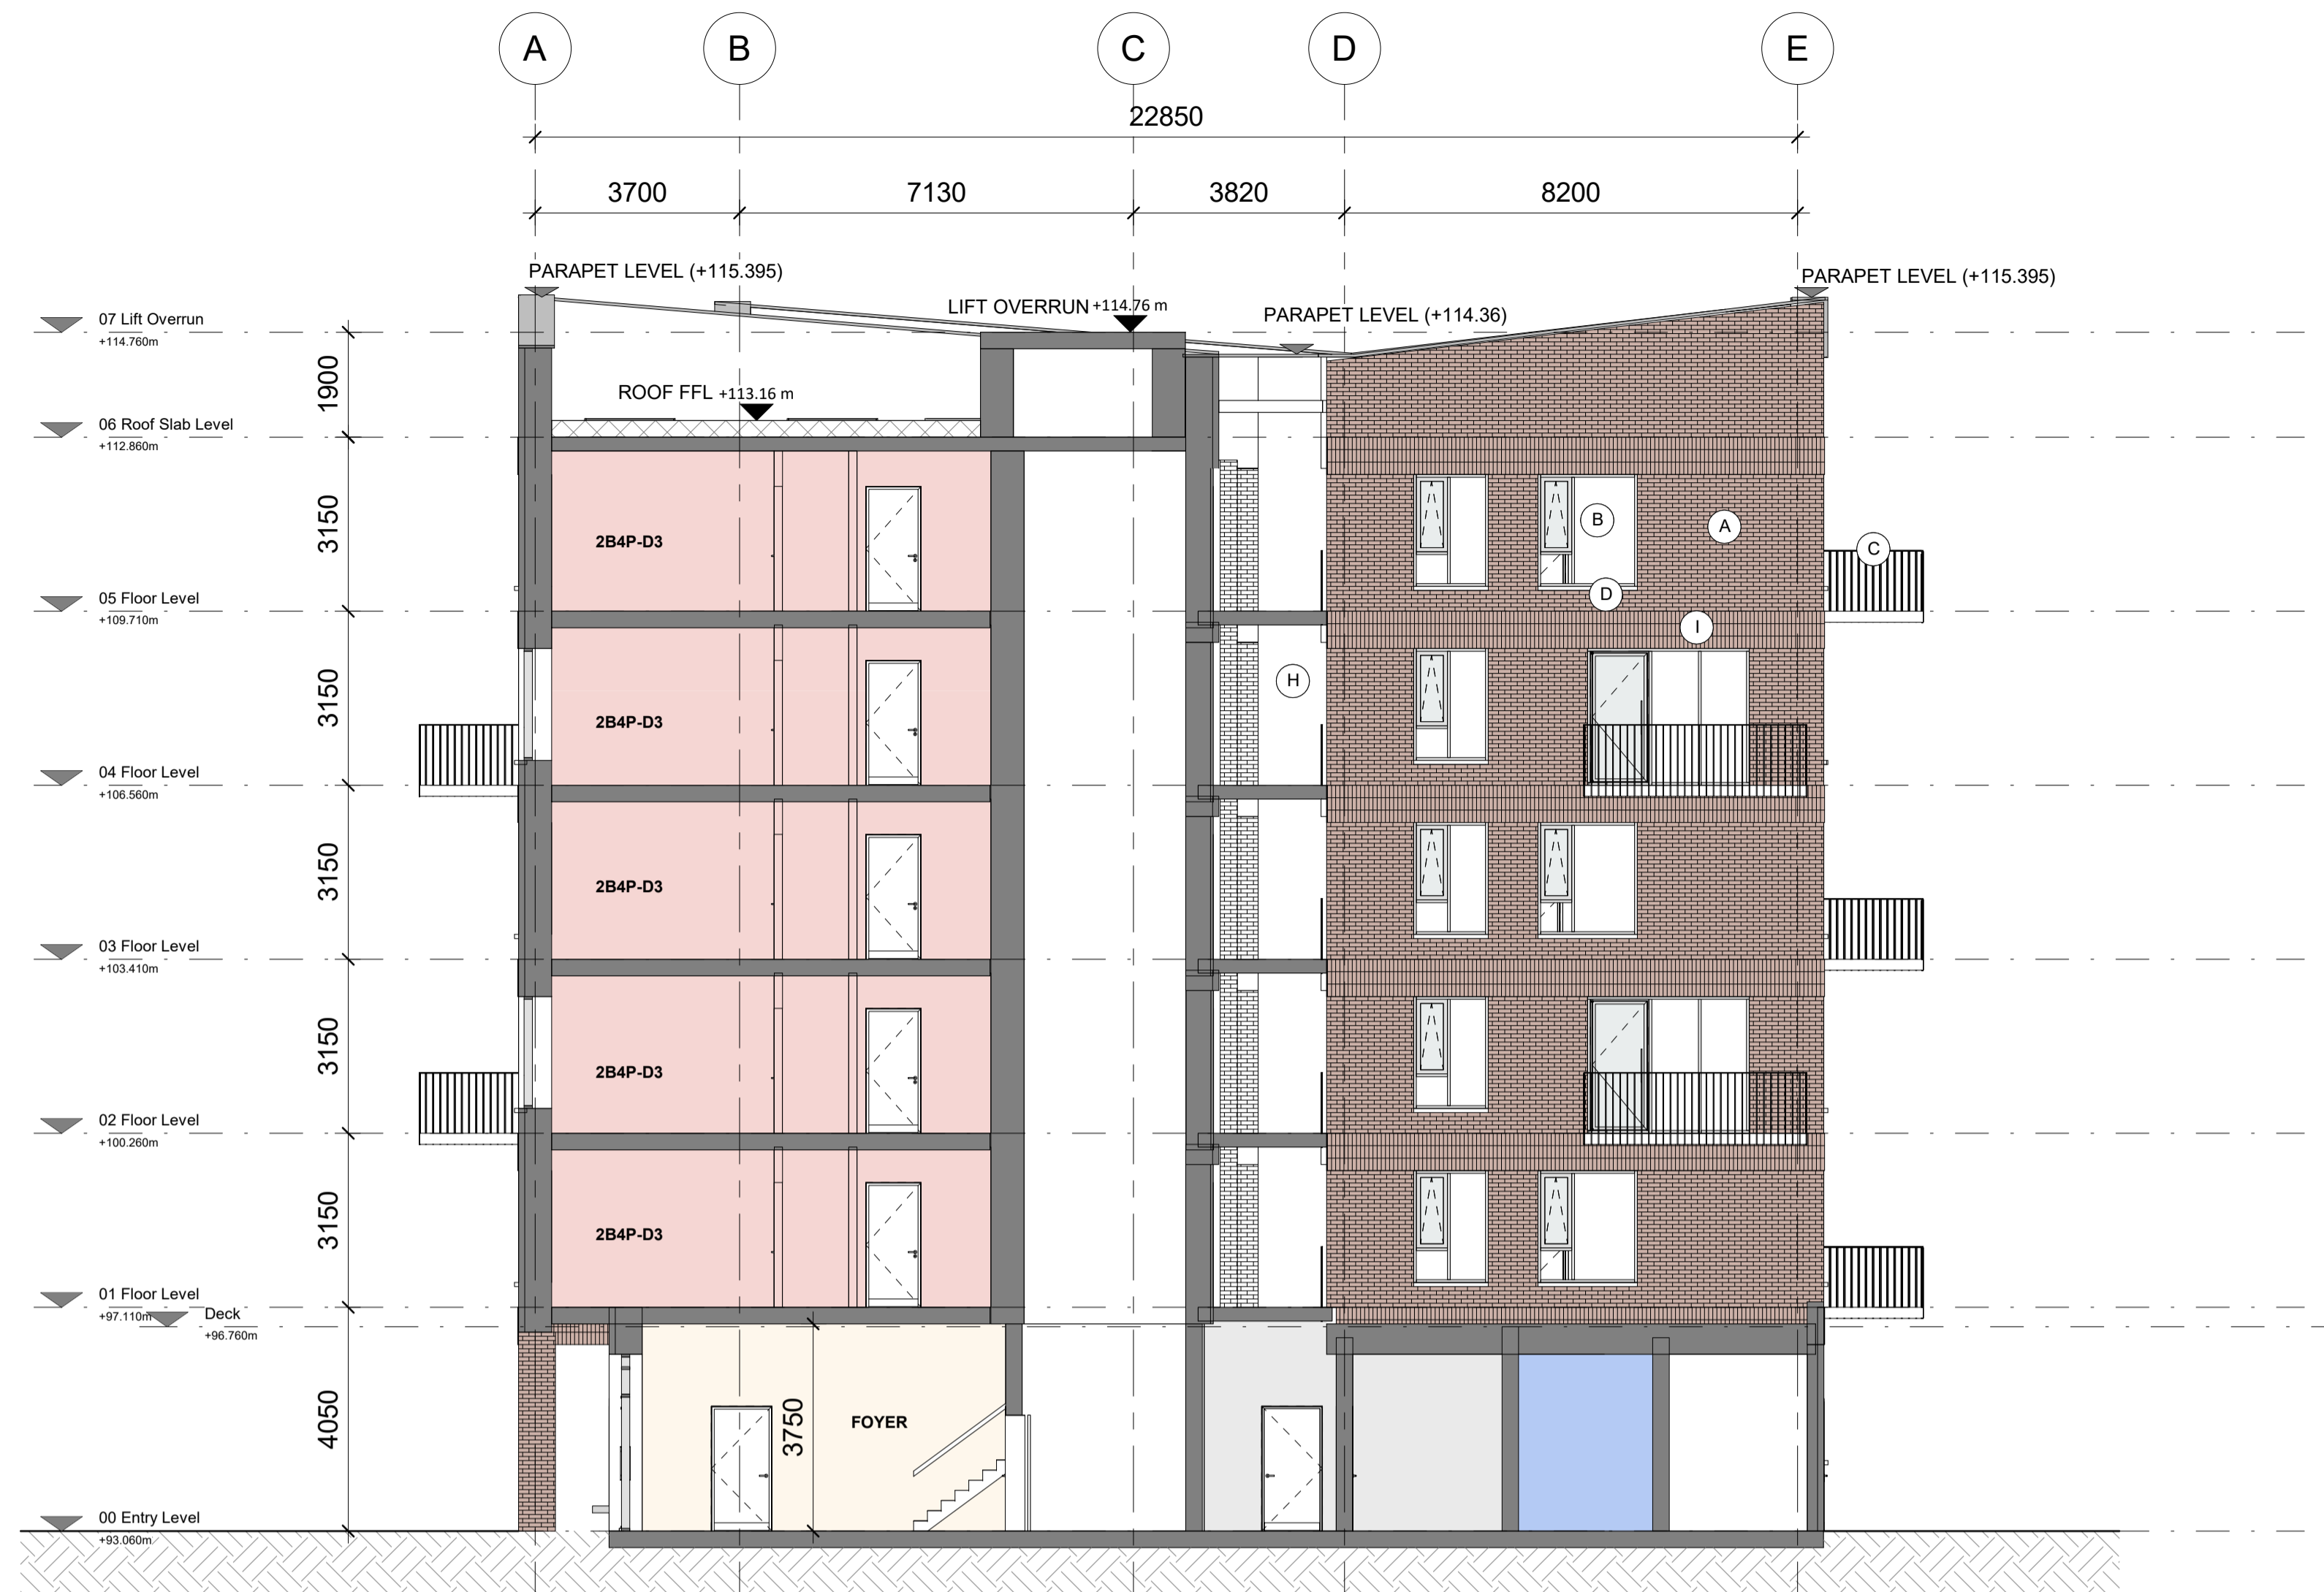 A B C D E
22850
3700 7130 3820 8200
PARAPET LEVEL (+115.395)
PARAPET LEVEL (+115.395)
LIFT OVERRUN +114.76 m
PARAPET LEVEL (+114.36)
07 Lift Overrun
+114.760m
1900
ROOF FFL +113.16 m
06 Roof Slab Level
+112.860m
3150
2B4P-D3
B
A
C
D
05 Floor Level
+109.710m
I
3150
2B4P-D3
H
04 Floor Level
+106.560m
3150
2B4P-D3
03 Floor Level
+103.410m
3150
2B4P-D3
02 Floor Level
+100.260m
3150
2B4P-D3
01 Floor Level
+97.110m
Deck
+96.760m
4050
3750
FOYER
00 Entry Level
+93.060m